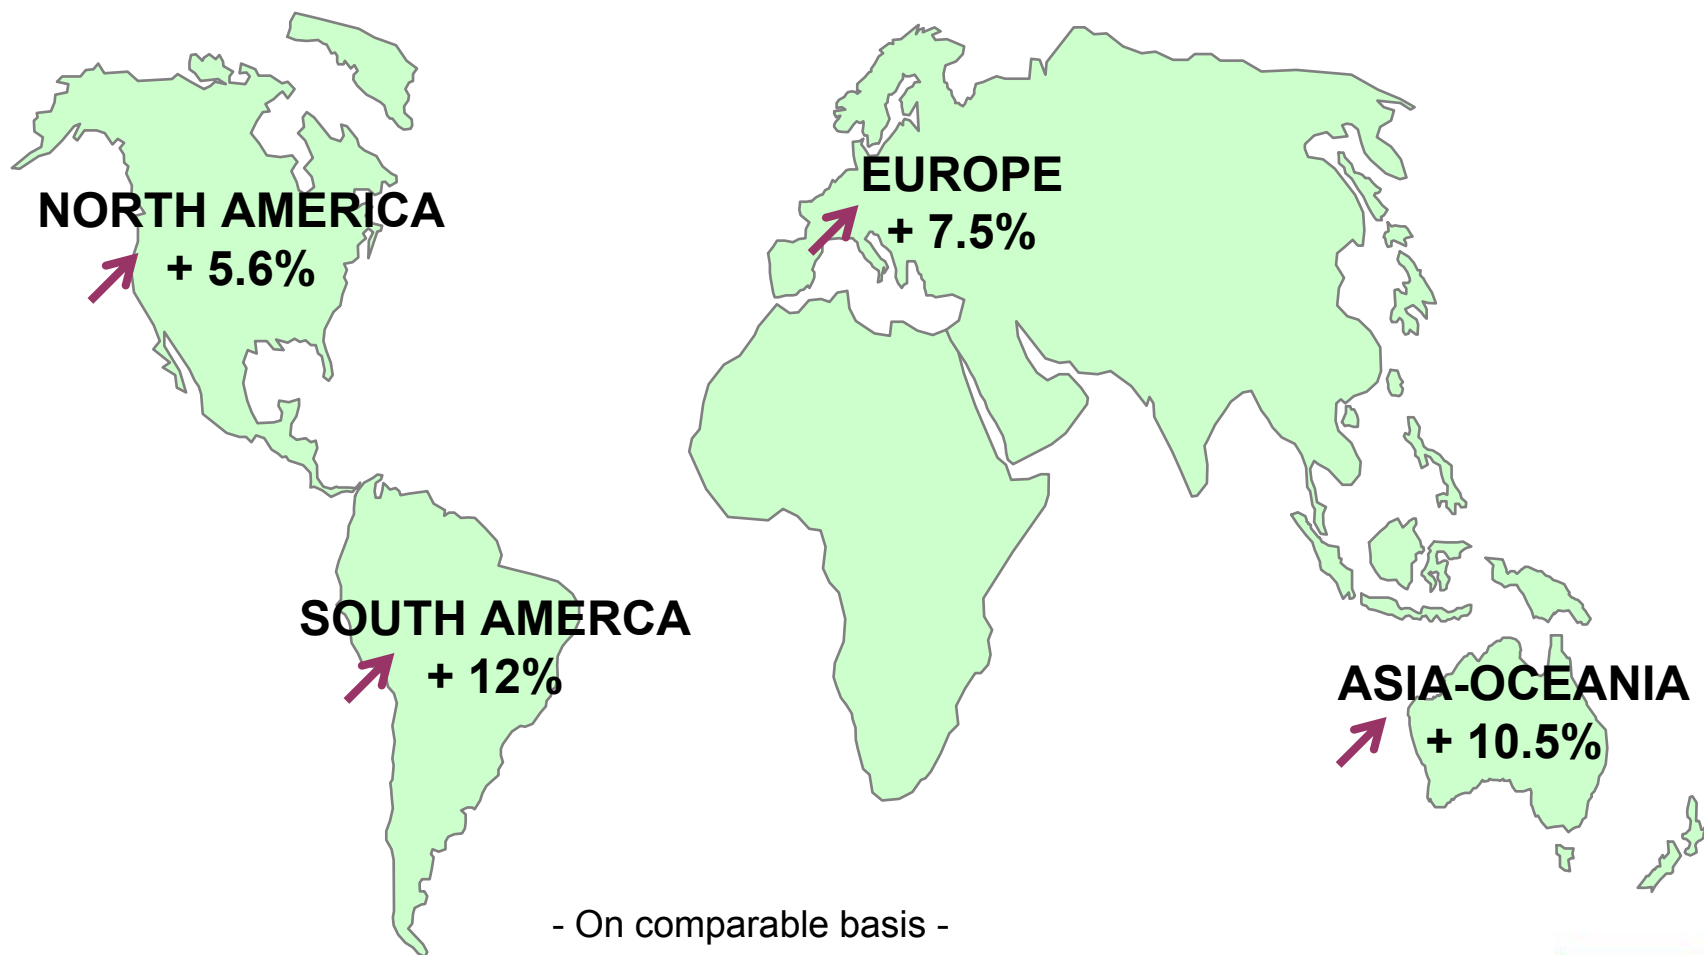 EUROPE
+ 7.5%
NORTH AMERICA
+ 5.6%
SOUTH AMERCA
+ 12%
ASIA-OCEANIA
+ 10.5%
- On comparable basis -